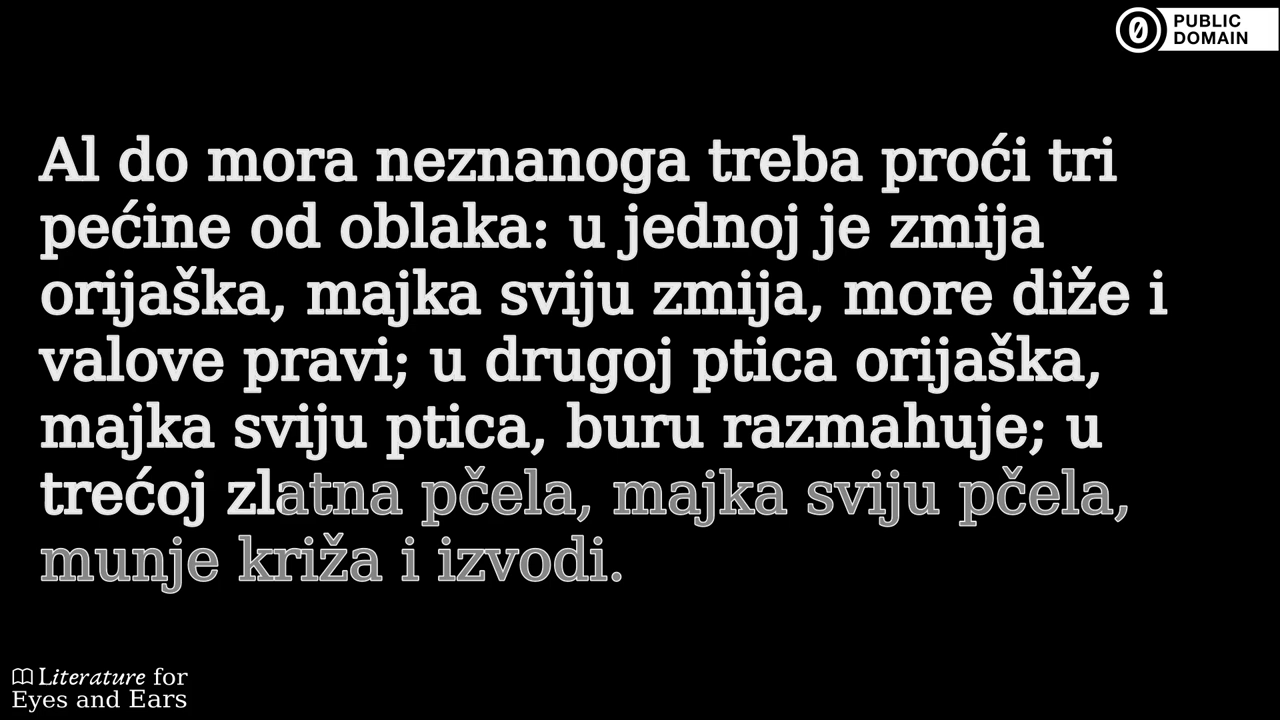 PUBLIC
DOMAIN
Al do mora neznanoga treba proći tri
pećine od oblaka: u jednoj je zmija
orijaška, majka sviju zmija, more diže i
valove pravi; u drugoj ptica orijaška,
majka sviju ptica, buru razmahuje; u
trećoj zlatna pčela, majka sviju pčela,
munje križa i izvodi.
Literature for
Eyes and Ears